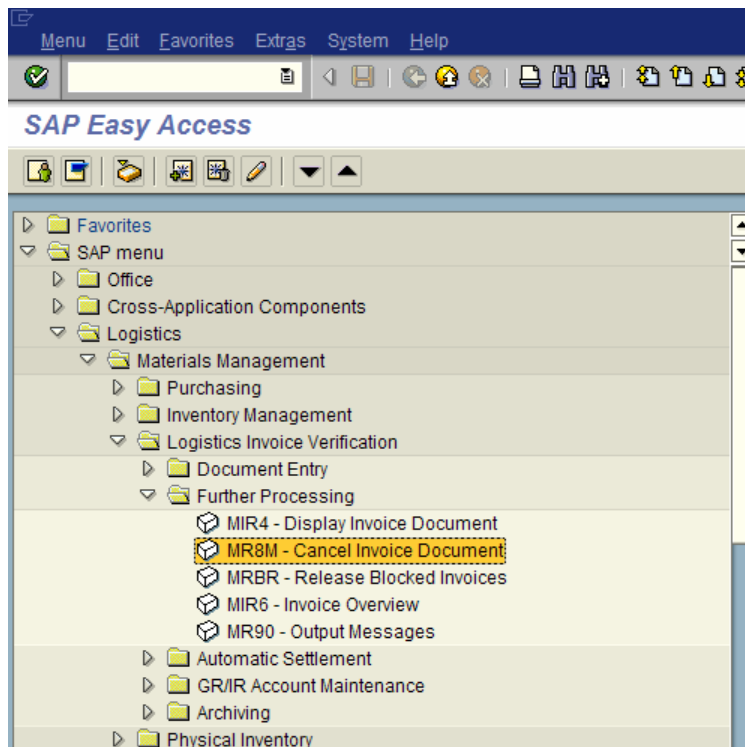 Menu Edit Favorites Extras System Help
SAP Easy Access
Favorites
SAP menu
Office
Cross-Application Components
Logistics
Materials Management
Purchasing
Inventory Management
Logistics Invoice Verification
Document Entry
Further Processing
MIR4 - Display Invoice Document
MR8M - Cancel Invoice Document
MRBR - Release Blocked Invoices
MIR6 - Invoice Overview
MR90 - Output Messages
Automatic Settlement
GR/IR Account Maintenance
Archiving
Physical Inventory